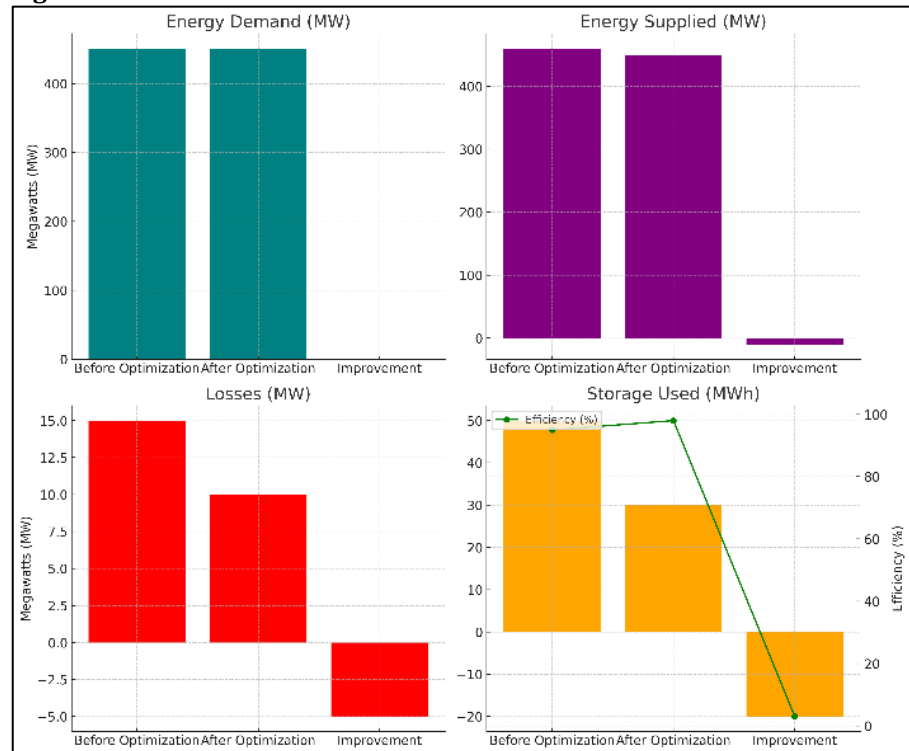 Energy Demand (MW)
Megawatts (MW)
400
300
200
100
0
Before Optimization After Optimization Improvement
Energy Supplied (MW)
400
300
200
100
0
Before Optimization After Optimization Improvement
Losses (MW)
Megawatts (MW)
15.0
12.5
10.0
7.5
5.0
2.5
0.0
−2.5
−5.0
Before Optimization After Optimization Improvement
Storage Used (MWh)
Efficiency (%)
50
40
30
20
10
0
−10
−20
100
80
60
40
20
0
Efficiency (%)
Before Optimization After Optimization Improvement